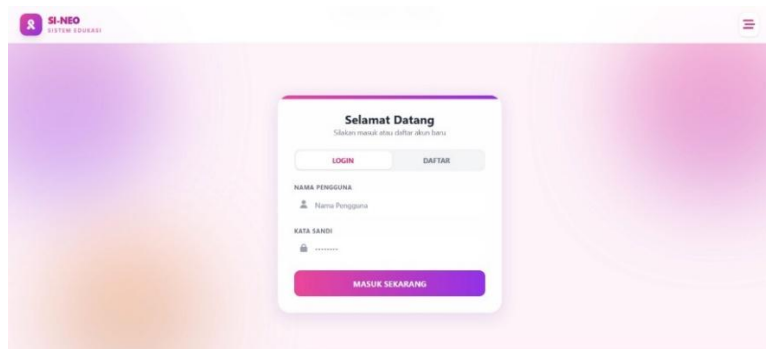 SI-NEO
SISTEM EDUKASI
Selamat Datang
Silakan masuk atau daftar akun baru
LOGIN
DAFTAR
NAMA PENGGUNA
Nama Pengguna
KATA SANDI
••••••••
MASUK SEKARANG